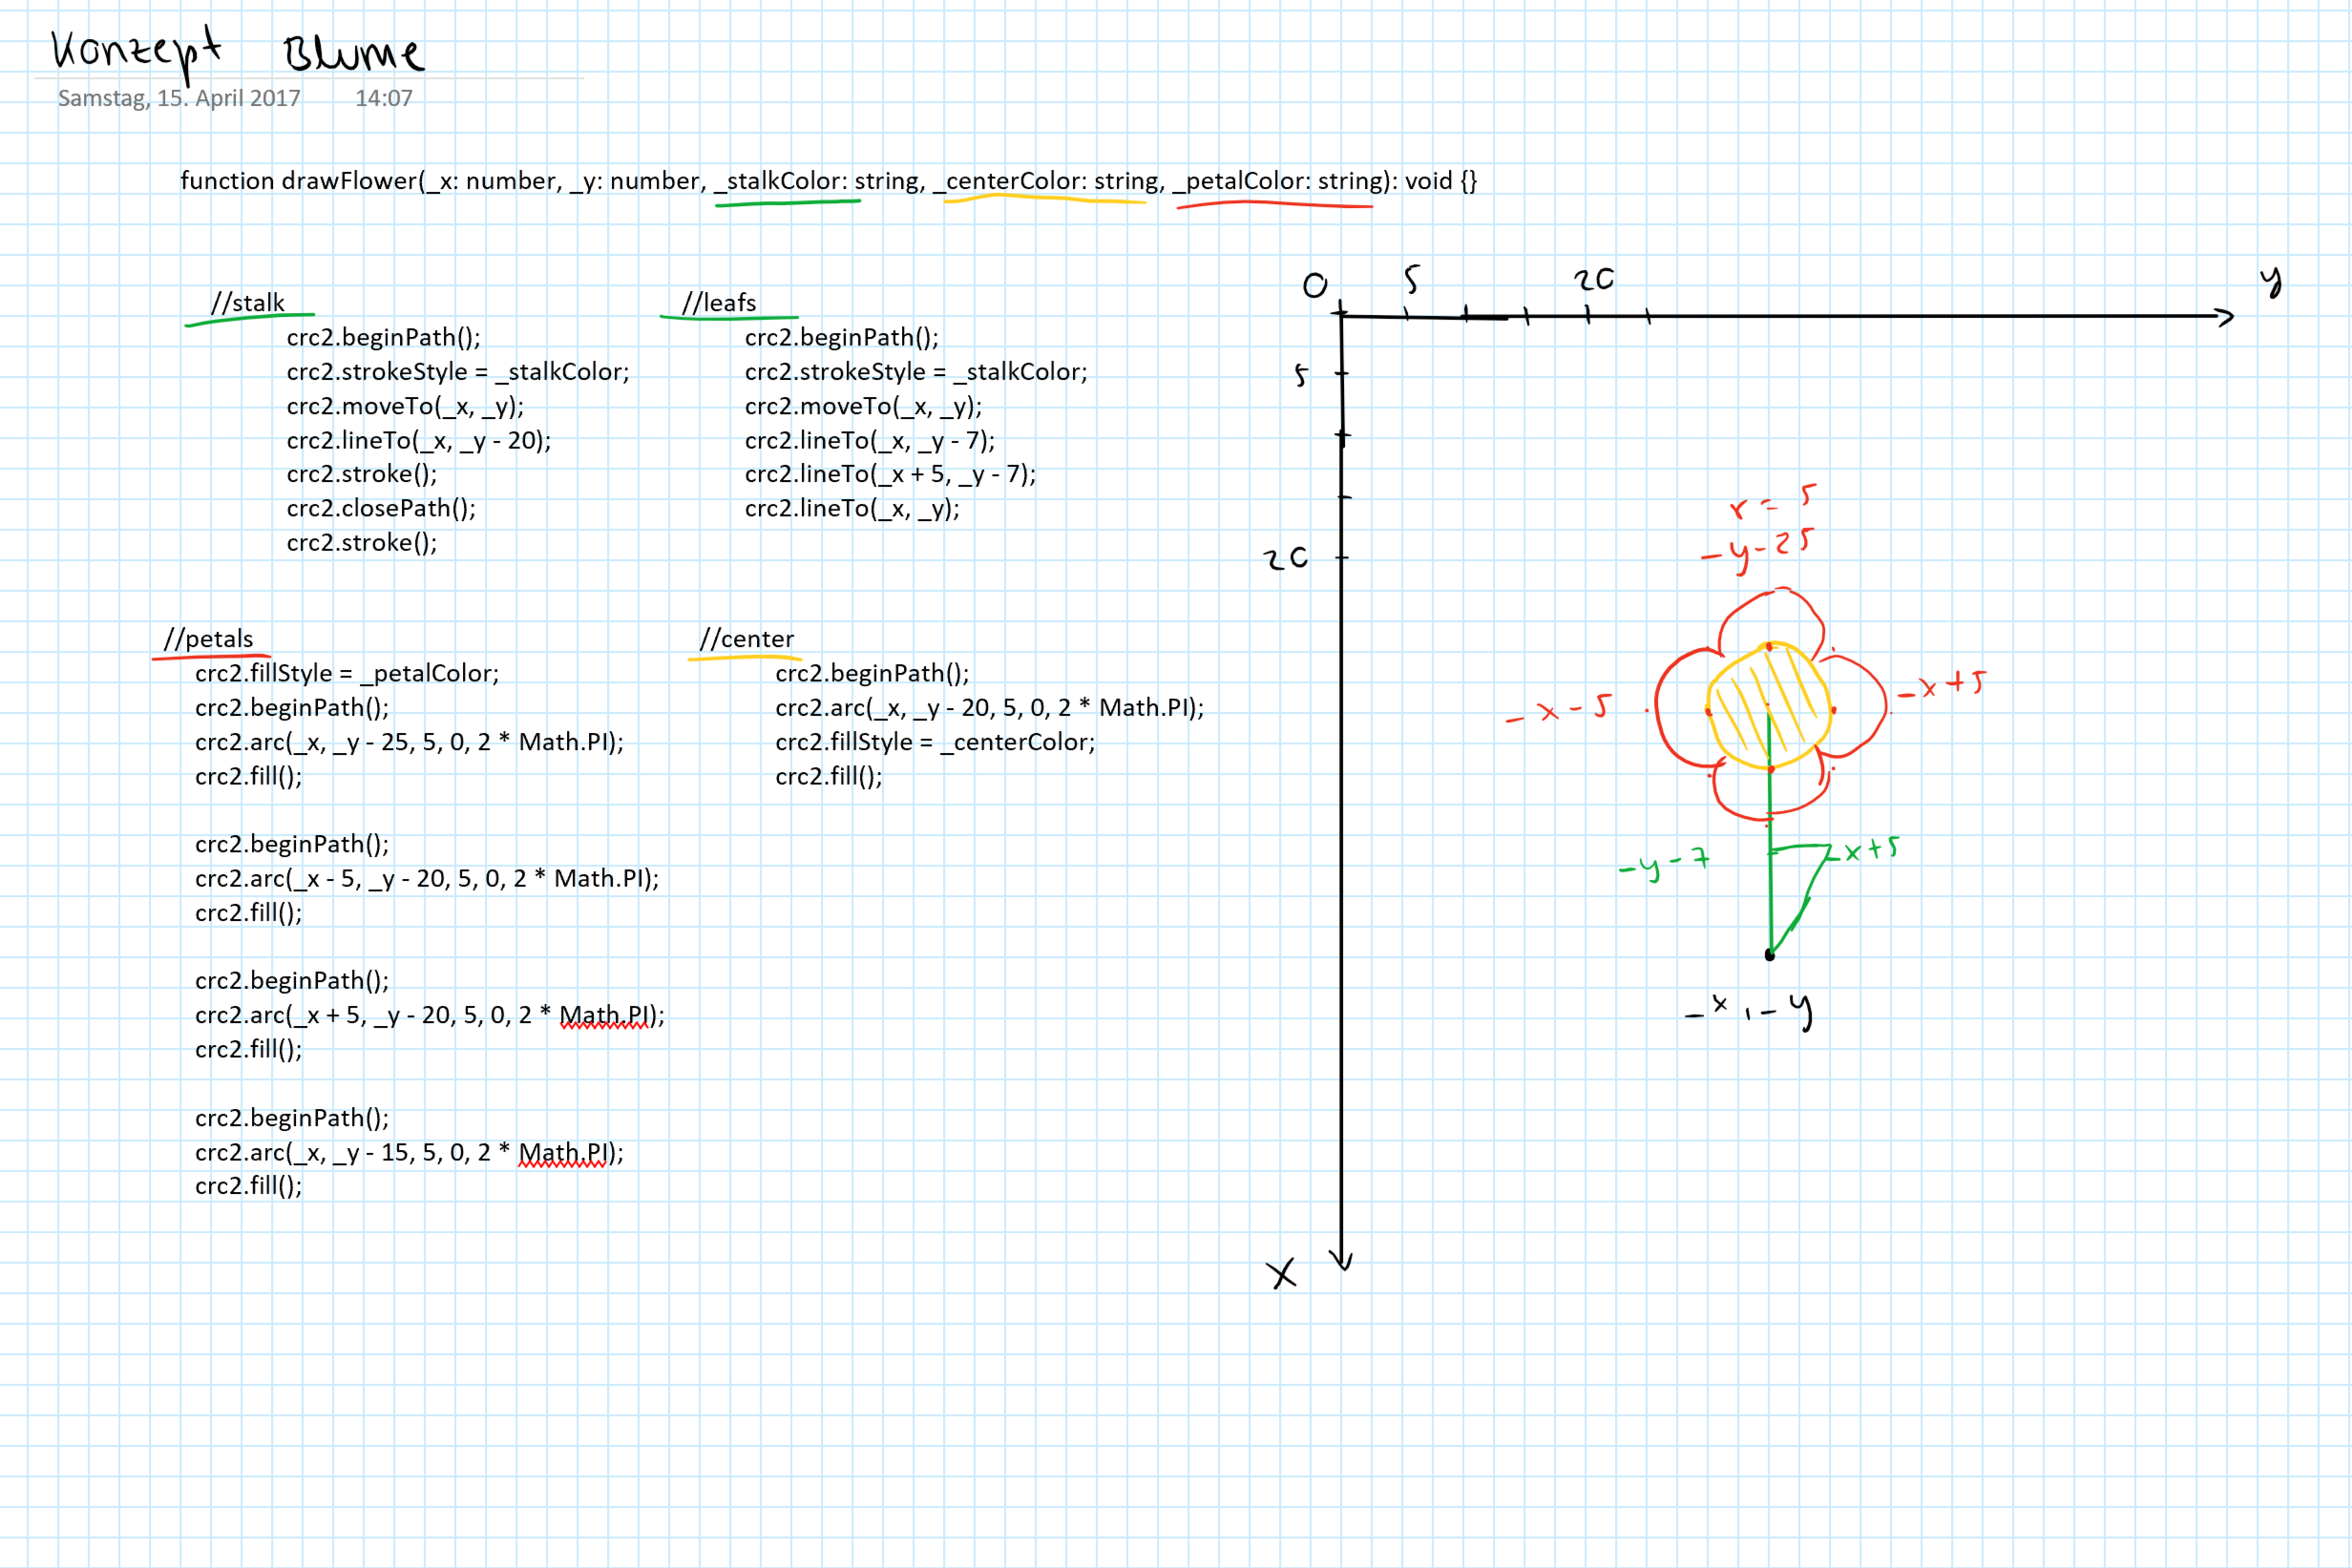 Konzept Blume
Samstag, 15. April 2017 14:07
function drawFlower(_x: number, _y: number, _stalkColor: string, _centerColor: string, _petalColor: string): void {}
//stalk
crc2.beginPath();
crc2.strokeStyle = _stalkColor;
crc2.moveTo(_x, _y);
crc2.lineTo(_x, _y - 20);
crc2.stroke();
crc2.closePath();
crc2.stroke();
//leafs
crc2.beginPath();
crc2.strokeStyle = _stalkColor;
crc2.moveTo(_x, _y);
crc2.lineTo(_x, _y - 7);
crc2.lineTo(_x + 5, _y - 7);
crc2.lineTo(_x, _y);
//petals
crc2.fillStyle = _petalColor;
crc2.beginPath();
crc2.arc(_x, _y - 25, 5, 0, 2 * Math.PI);
crc2.fill();
crc2.beginPath();
crc2.arc(_x - 5, _y - 20, 5, 0, 2 * Math.PI);
crc2.fill();
crc2.beginPath();
crc2.arc(_x + 5, _y - 20, 5, 0, 2 * Math.PI);
crc2.fill();
crc2.beginPath();
crc2.arc(_x, _y - 15, 5, 0, 2 * Math.PI);
crc2.fill();
//center
crc2.beginPath();
crc2.arc(_x, _y - 20, 5, 0, 2 * Math.PI);
crc2.fillStyle = _centerColor;
crc2.fill();
0 5 20 y
5
20
x
r = 5
_y-25
_x-5
_x+5
_y-7
_x+5
_x,_y